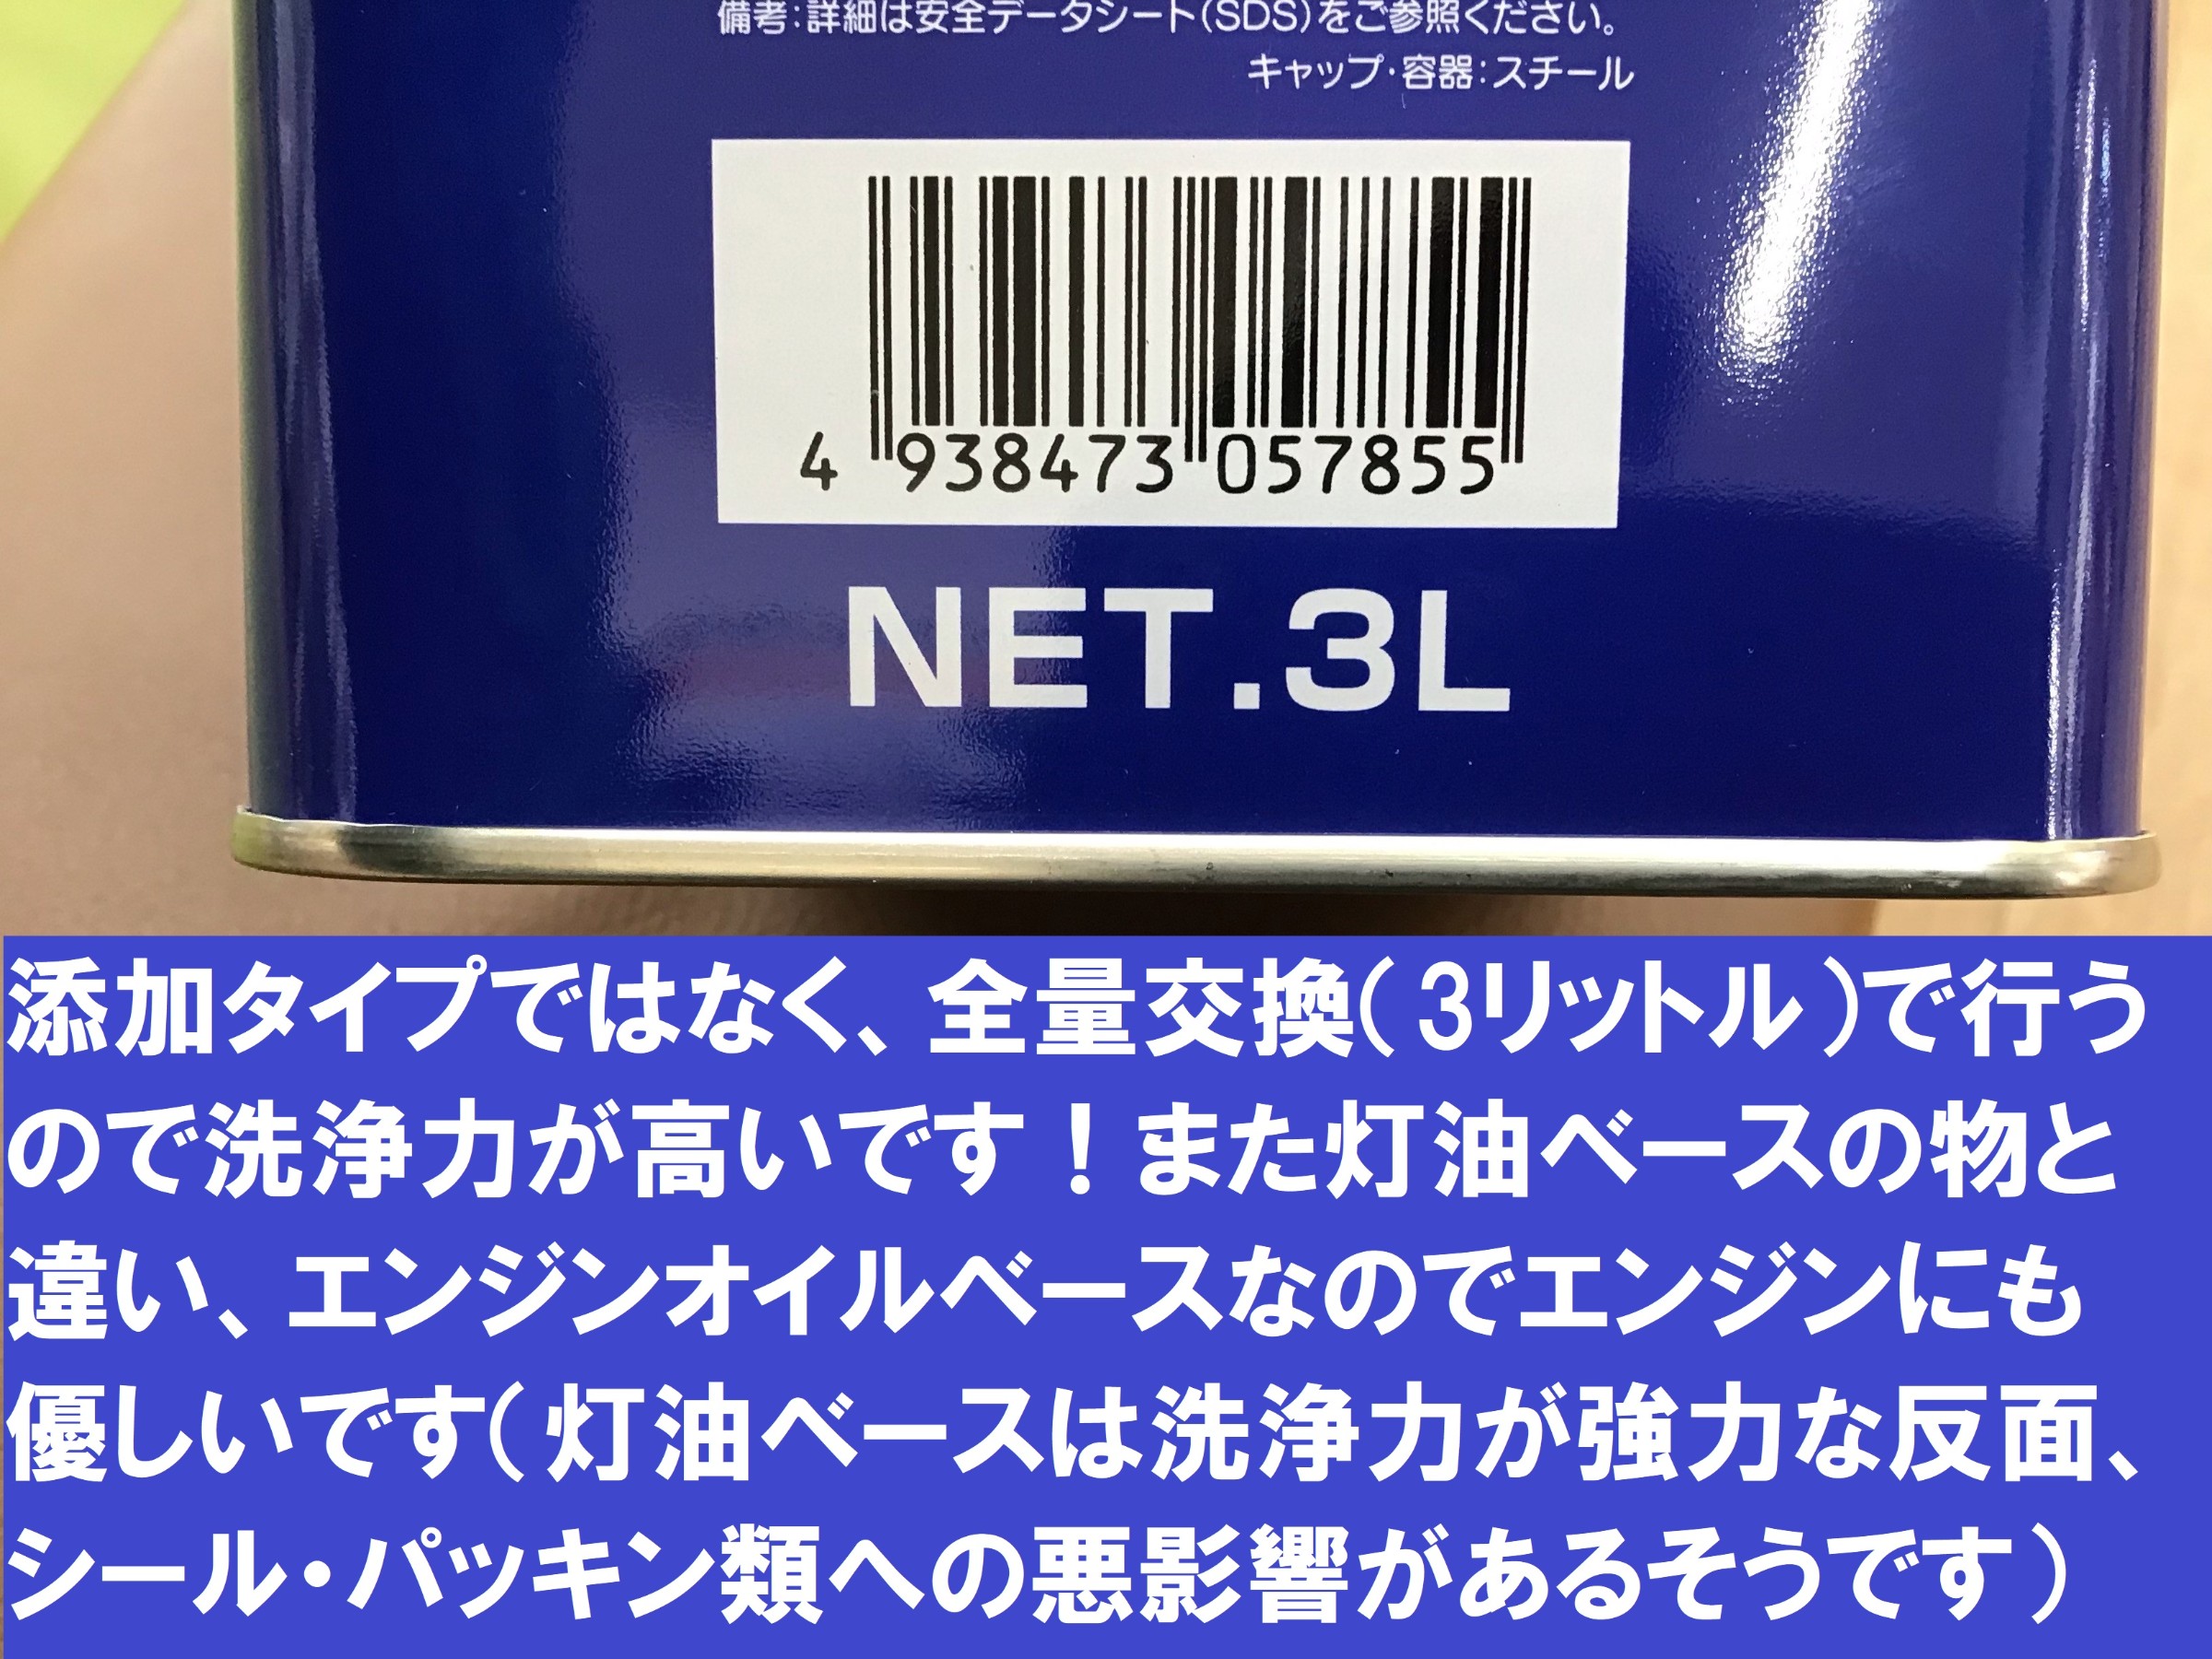 備考：詳細は安全データシート（SDS）をご参照ください。
キャップ・容器：スチール
4 938473 057855
NET.3L
添加タイプではなく、全量交換（3リットル）で行う
ので洗浄力が高いです！また灯油ベースの物と
違い、エンジンオイルベースなのでエンジンにも
優しいです（灯油ベースは洗浄力が強力な反面、
シール・パッキン類への悪影響があるそうです）